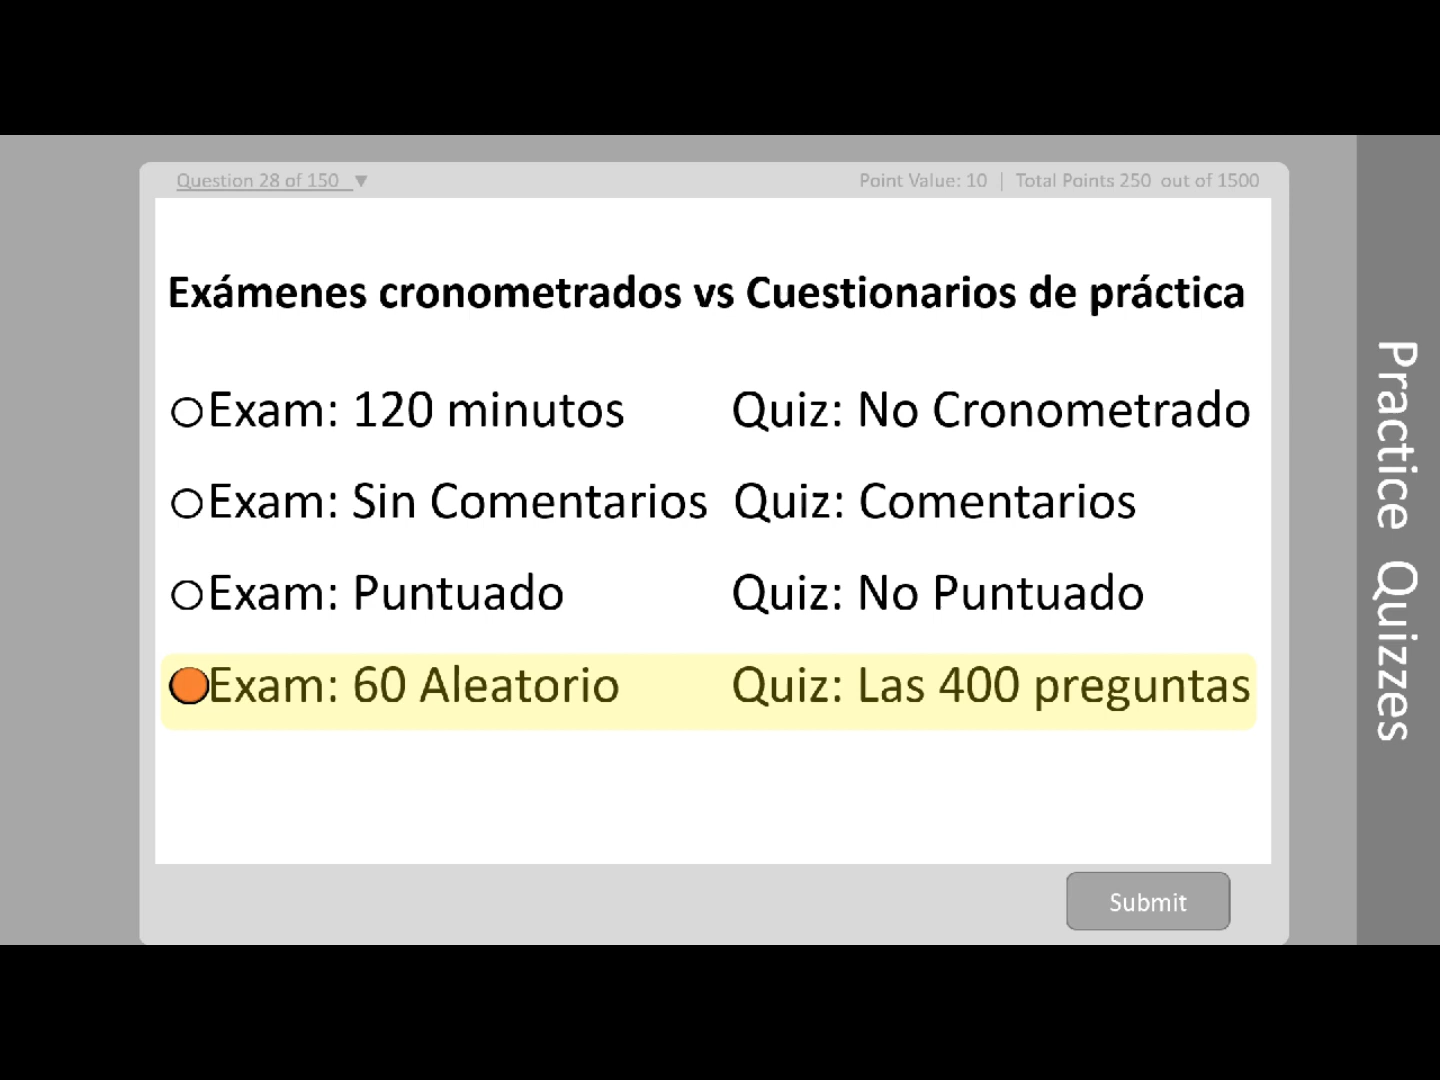 Question 28 of 150 ▼
Point Value: 10 | Total Points 250 out of 1500
Exámenes cronometrados vs Cuestionarios de práctica
Exam: 120 minutos Quiz: No Cronometrado
Exam: Sin Comentarios Quiz: Comentarios
Exam: Puntuado Quiz: No Puntuado
Exam: 60 Aleatorio Quiz: Las 400 preguntas
Submit
Practice Quizzes